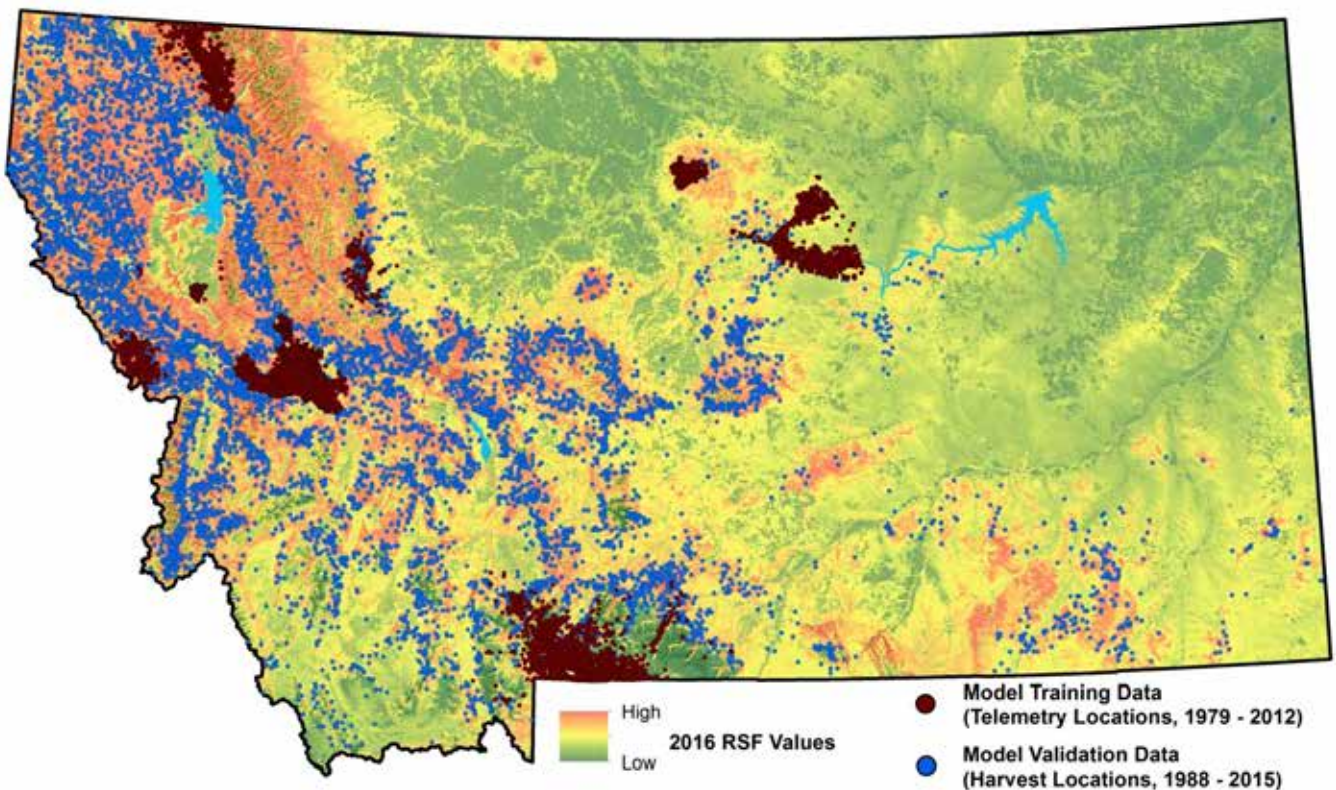 High
2016 RSF Values
Low
Model Training Data
(Telemetry Locations, 1979 - 2012)
Model Validation Data
(Harvest Locations, 1988 - 2015)